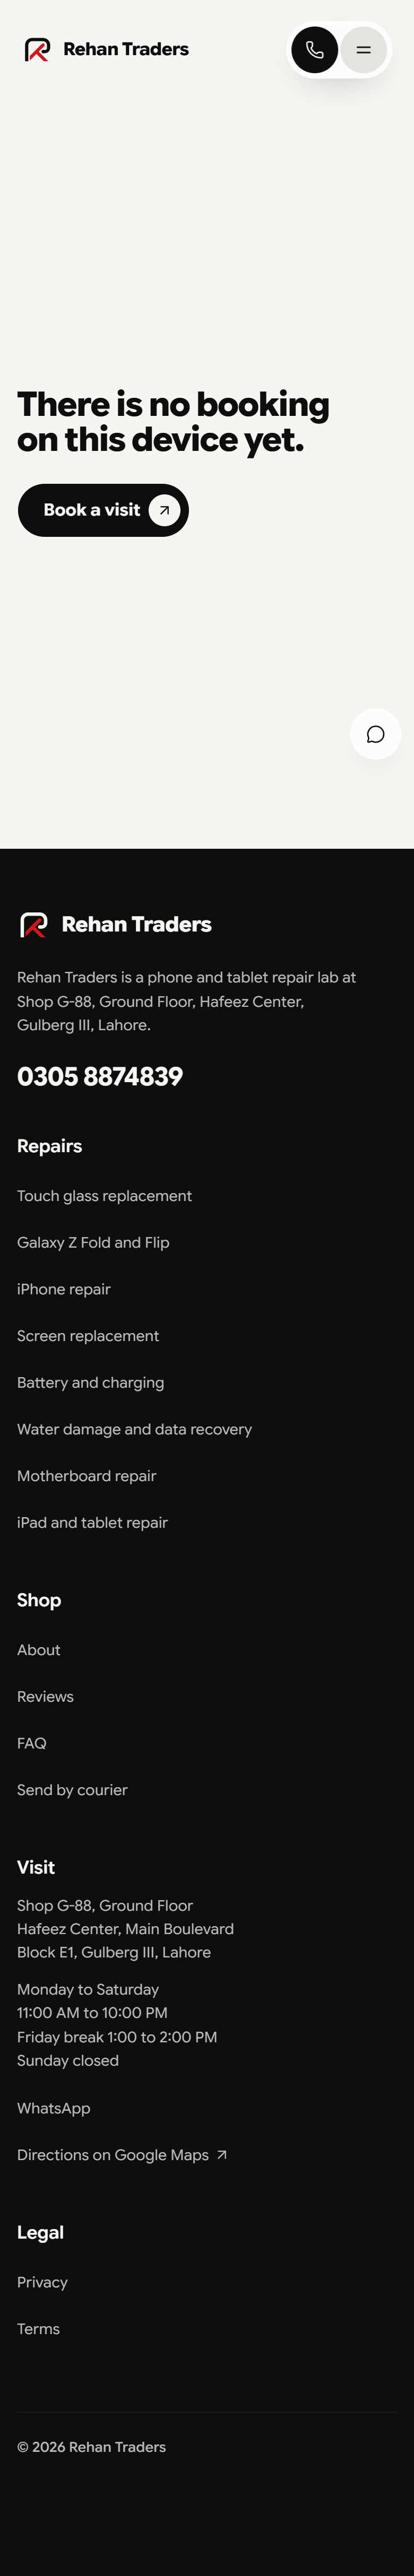 Rehan Traders
There is no booking
on this device yet.
Book a visit
Rehan Traders
Rehan Traders is a phone and tablet repair lab at
Shop G-88, Ground Floor, Hafeez Center,
Gulberg III, Lahore.
0305 8874839
Repairs
Touch glass replacement
Galaxy Z Fold and Flip
iPhone repair
Screen replacement
Battery and charging
Water damage and data recovery
Motherboard repair
iPad and tablet repair
Shop
About
Reviews
FAQ
Send by courier
Visit
Shop G-88, Ground Floor
Hafeez Center, Main Boulevard
Block E1, Gulberg III, Lahore
Monday to Saturday
11:00 AM to 10:00 PM
Friday break 1:00 to 2:00 PM
Sunday closed
WhatsApp
Directions on Google Maps
Legal
Privacy
Terms
© 2026 Rehan Traders